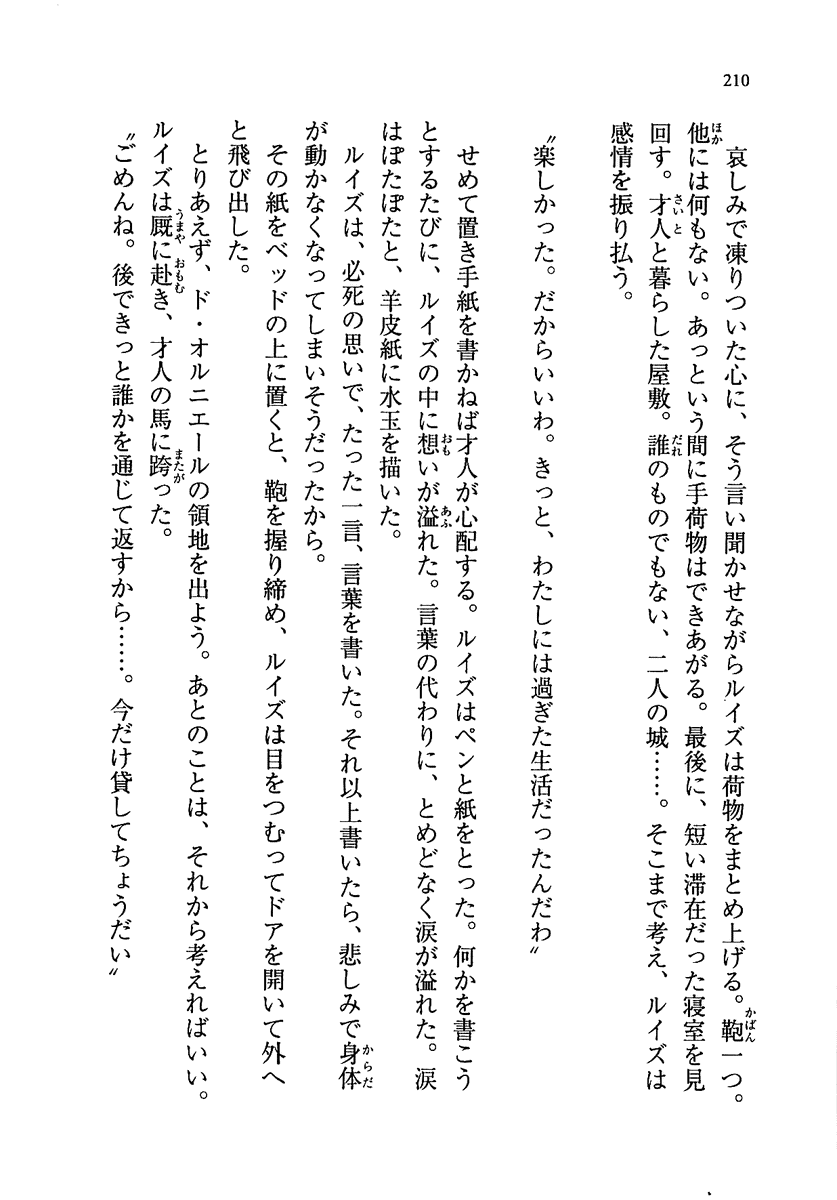 210
哀しみで凍りついた心に、そう言い聞かせながらルイズは荷物をまとめ上げる。鞄一つ。
他には何もない。あっという間に手荷物はできあがる。最後に、短い滞在だった寝室を見
回す。才人と暮らした屋敷。誰のものでもない、二人の城……。そこまで考え、ルイズは
感情を振り払う。
〝楽しかった。だからいいわ。きっと、わたしには過ぎた生活だったんだわ〟
せめて置き手紙を書かねば才人が心配する。ルイズはペンと紙をとった。何かを書こう
とするたびに、ルイズの中に想いが溢れた。言葉の代わりに、とめどなく涙が溢れた。涙
はぽたぽたと、羊皮紙に水玉を描いた。
ルイズは、必死の思いで、たった一言、言葉を書いた。それ以上書いたら、悲しみで身体
が動かなくなってしまいそうだったから。
その紙をベッドの上に置くと、鞄を握り締め、ルイズは目をつむってドアを開いて外へ
と飛び出した。
とりあえず、ド・オルニエールの領地を出よう。あとのことは、それから考えればいい。
ルイズは厩に赴き、才人の馬に跨った。
〝ごめんね。後できっと誰かを通じて返すから……。今だけ貸してちょうだい〟